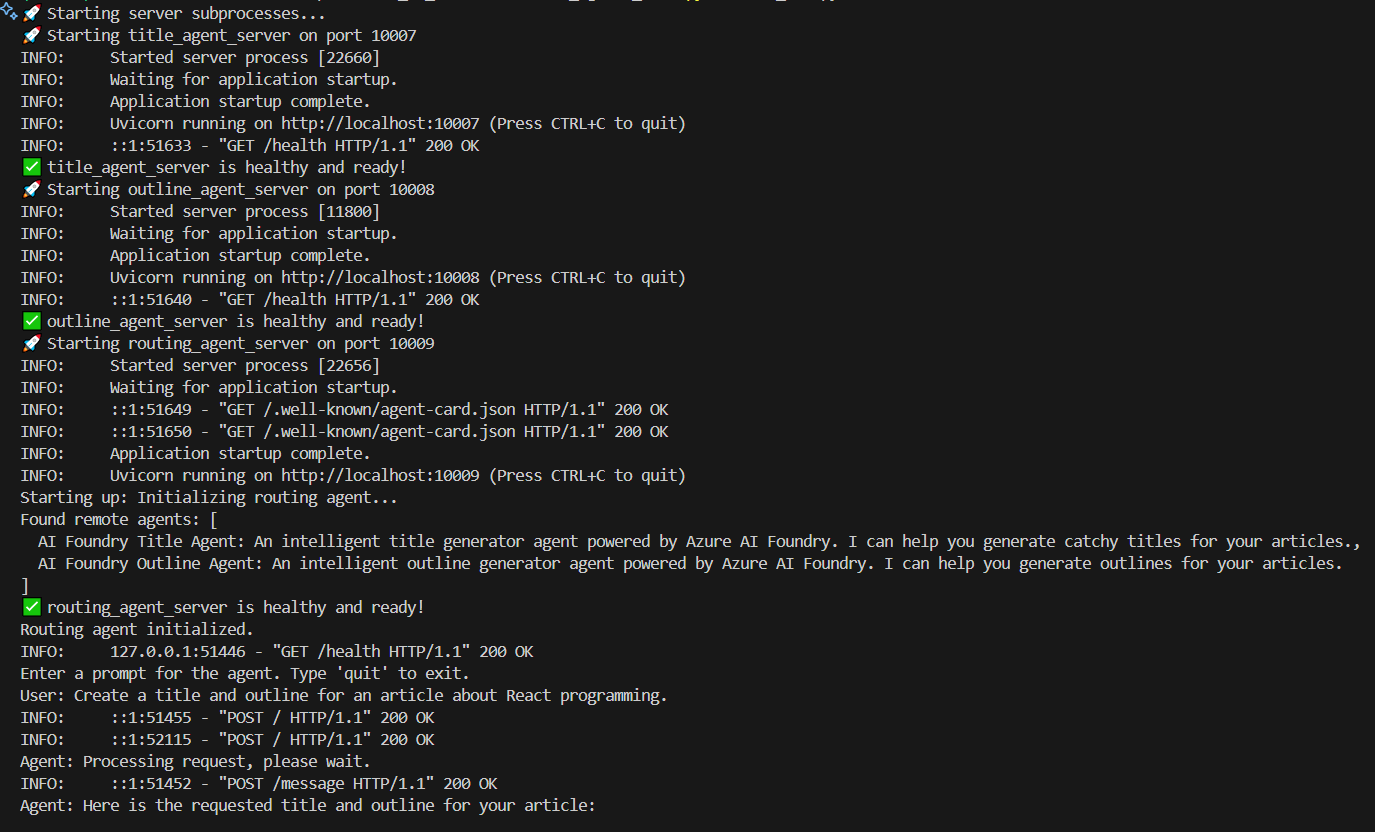 🚀 Starting server subprocesses...
🚀 Starting title_agent_server on port 10007
INFO:     Started server process [22660]
INFO:     Waiting for application startup.
INFO:     Application startup complete.
INFO:     Uvicorn running on http://localhost:10007 (Press CTRL+C to quit)
INFO:     ::1:51633 - "GET /health HTTP/1.1" 200 OK
✅ title_agent_server is healthy and ready!
🚀 Starting outline_agent_server on port 10008
INFO:     Started server process [11800]
INFO:     Waiting for application startup.
INFO:     Application startup complete.
INFO:     Uvicorn running on http://localhost:10008 (Press CTRL+C to quit)
INFO:     ::1:51640 - "GET /health HTTP/1.1" 200 OK
✅ outline_agent_server is healthy and ready!
🚀 Starting routing_agent_server on port 10009
INFO:     Started server process [22656]
INFO:     Waiting for application startup.
INFO:     ::1:51649 - "GET /.well-known/agent-card.json HTTP/1.1" 200 OK
INFO:     ::1:51650 - "GET /.well-known/agent-card.json HTTP/1.1" 200 OK
INFO:     Application startup complete.
INFO:     Uvicorn running on http://localhost:10009 (Press CTRL+C to quit)
Starting up: Initializing routing agent...
Found remote agents: [
  AI Foundry Title Agent: An intelligent title generator agent powered by Azure AI Foundry. I can help you generate catchy titles for your articles.,
  AI Foundry Outline Agent: An intelligent outline generator agent powered by Azure AI Foundry. I can help you generate outlines for your articles.
]
✅ routing_agent_server is healthy and ready!
Routing agent initialized.
INFO:     127.0.0.1:51446 - "GET /health HTTP/1.1" 200 OK
Enter a prompt for the agent. Type 'quit' to exit.
User: Create a title and outline for an article about React programming.
INFO:     ::1:51455 - "POST / HTTP/1.1" 200 OK
INFO:     ::1:52115 - "POST / HTTP/1.1" 200 OK
Agent: Processing request, please wait.
INFO:     ::1:51452 - "POST /message HTTP/1.1" 200 OK
Agent: Here is the requested title and outline for your article: